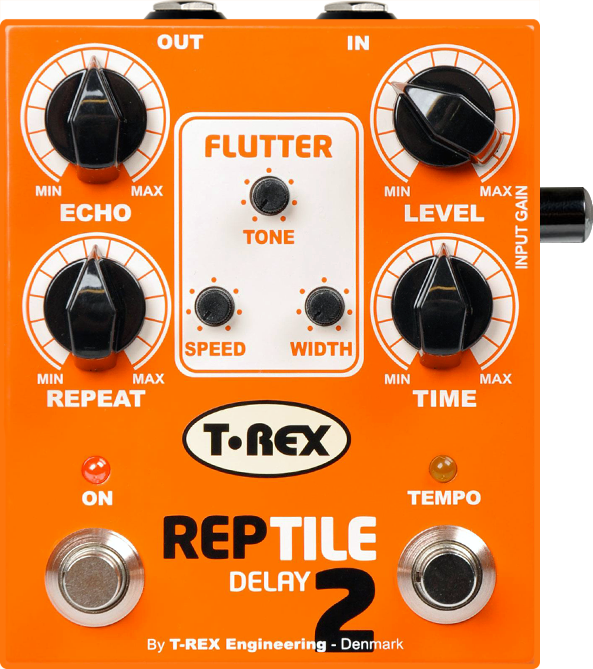 OUT IN
FLUTTER
MIN MAX
ECHO
TONE
MIN MAX
LEVEL
INPUT GAIN
SPEED WIDTH
MIN MAX
REPEAT
MIN MAX
TIME
T•REX
ON
TEMPO
REPTILE
DELAY 2
By T-REX Engineering - Denmark